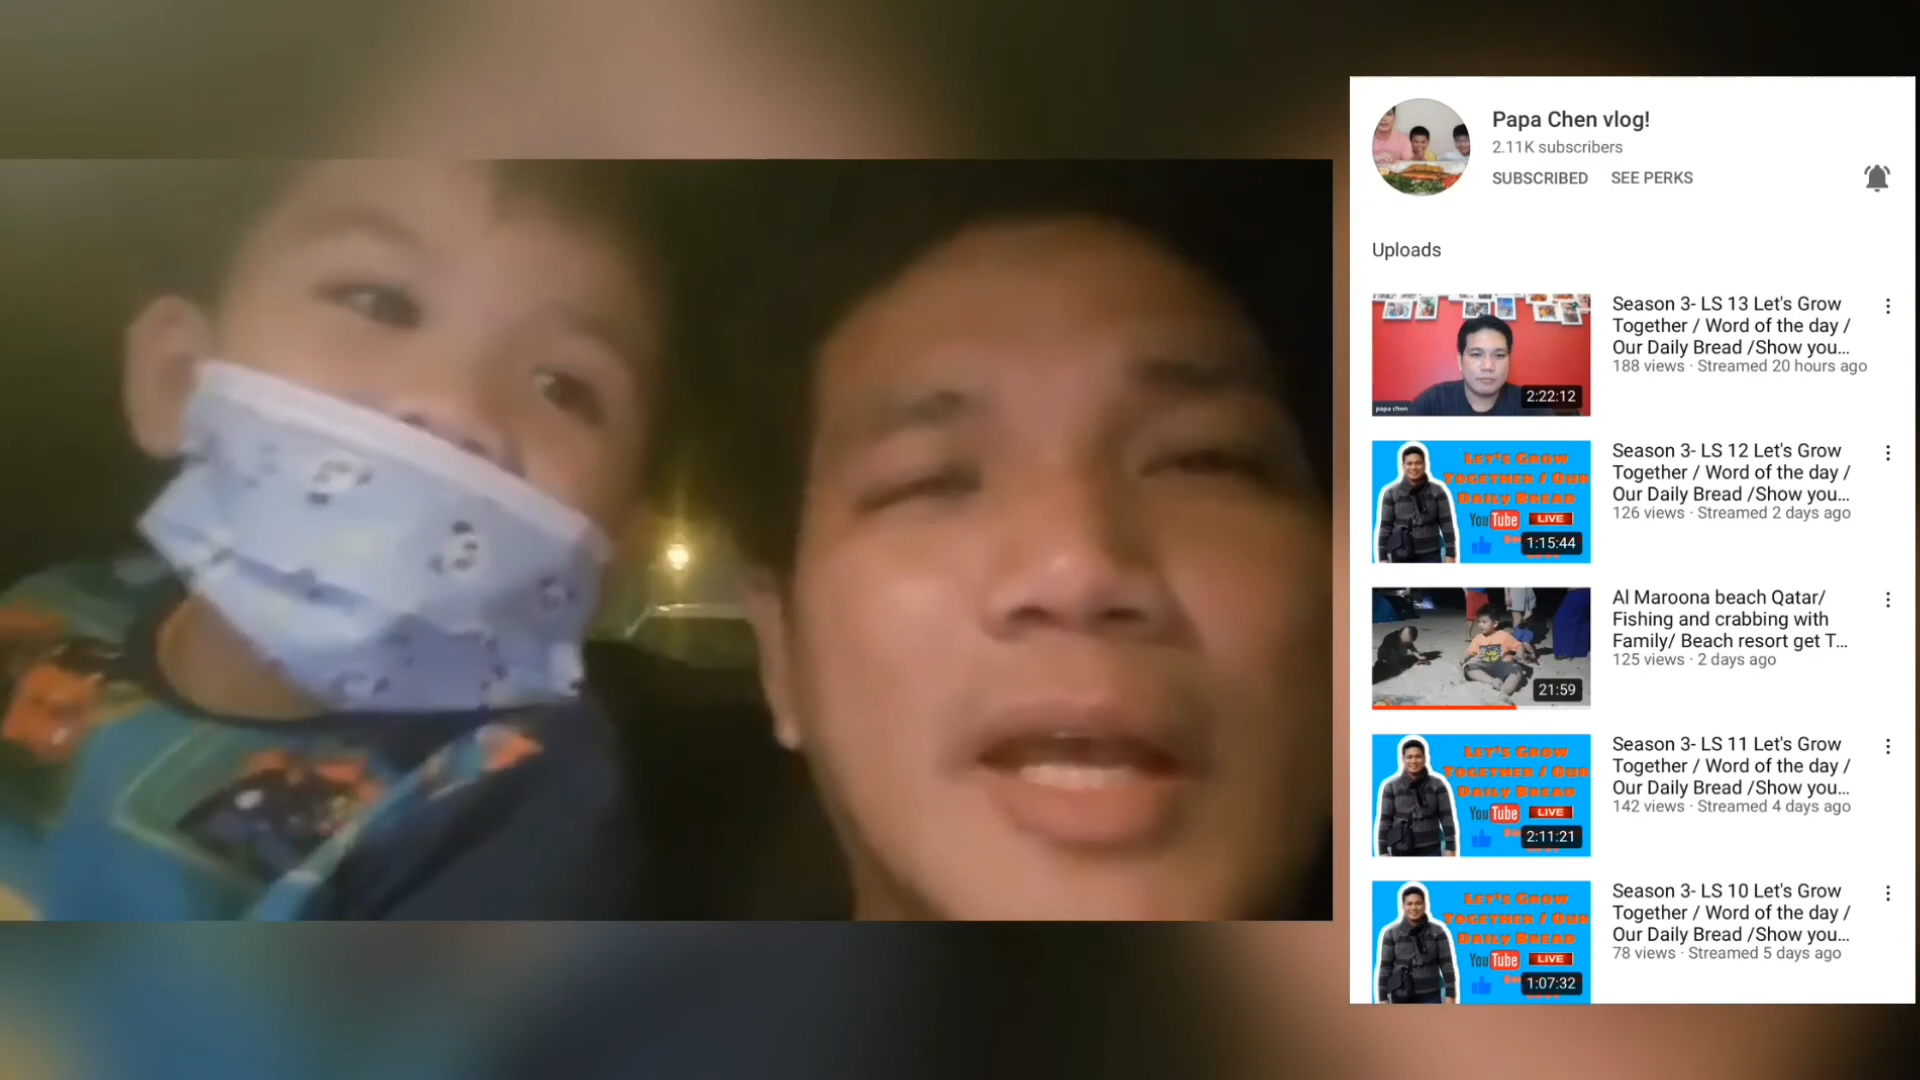 Papa Chen vlog!
2.11K subscribers
SUBSCRIBED SEE PERKS
Uploads
papa chen
2:22:12
Season 3- LS 13 Let's Grow
Together / Word of the day /
Our Daily Bread /Show you...
188 views · Streamed 20 hours ago
LET'S GROW
TOGETHER / OUR
DAILY BREAD
YouTube LIVE
1:15:44
Season 3- LS 12 Let's Grow
Together / Word of the day /
Our Daily Bread /Show you...
126 views · Streamed 2 days ago
21:59
Al Maroona beach Qatar/
Fishing and crabbing with
Family/ Beach resort get T...
125 views · 2 days ago
LET'S GROW
TOGETHER / OUR
DAILY BREAD
YouTube LIVE
2:11:21
Season 3- LS 11 Let's Grow
Together / Word of the day /
Our Daily Bread /Show you...
142 views · Streamed 4 days ago
LET'S GROW
TOGETHER / OUR
DAILY BREAD
YouTube LIVE
1:07:32
Season 3- LS 10 Let's Grow
Together / Word of the day /
Our Daily Bread /Show you...
78 views · Streamed 5 days ago